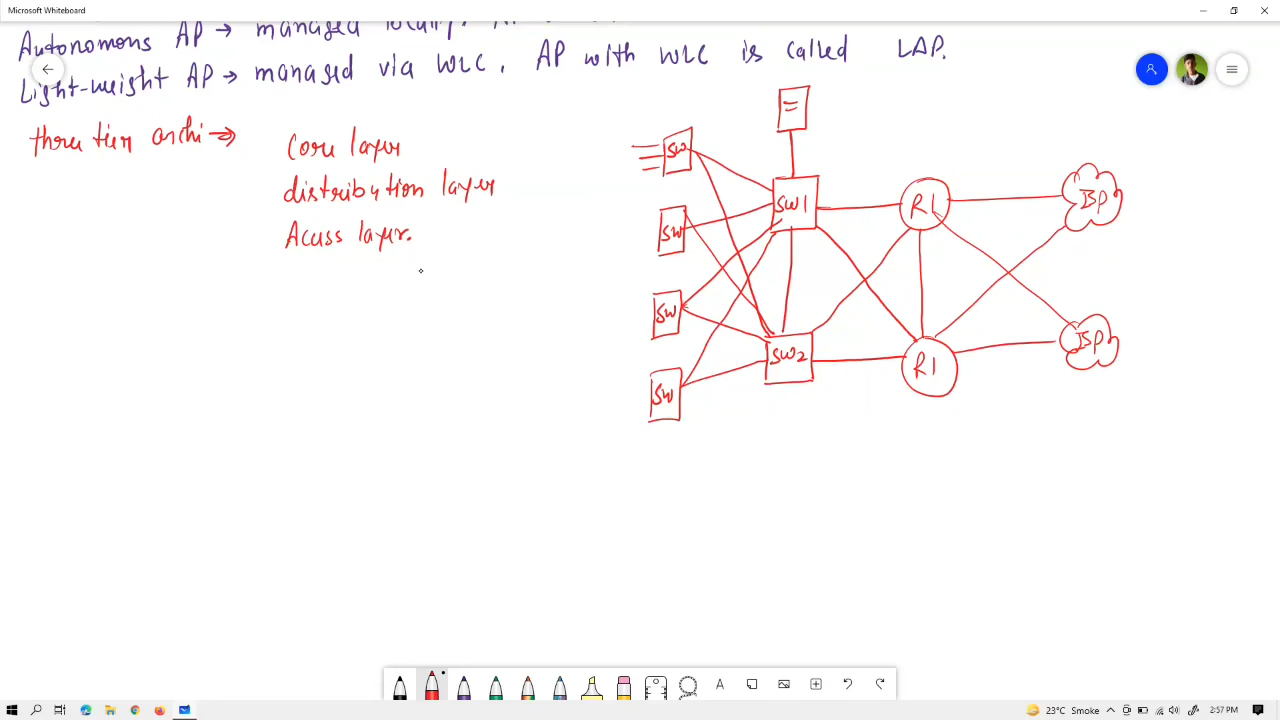 Microsoft Whiteboard
Autonomous AP → managed locally.
Light-weight AP → managed via WLC. AP with WLC is called LAP.
three tier archi →
Core layer
distribution layer
Access layer.
SW
SW
SW
SW
SW1
SW2
R1
R1
ISP
ISP
A
23°C Smoke
2:57 PM